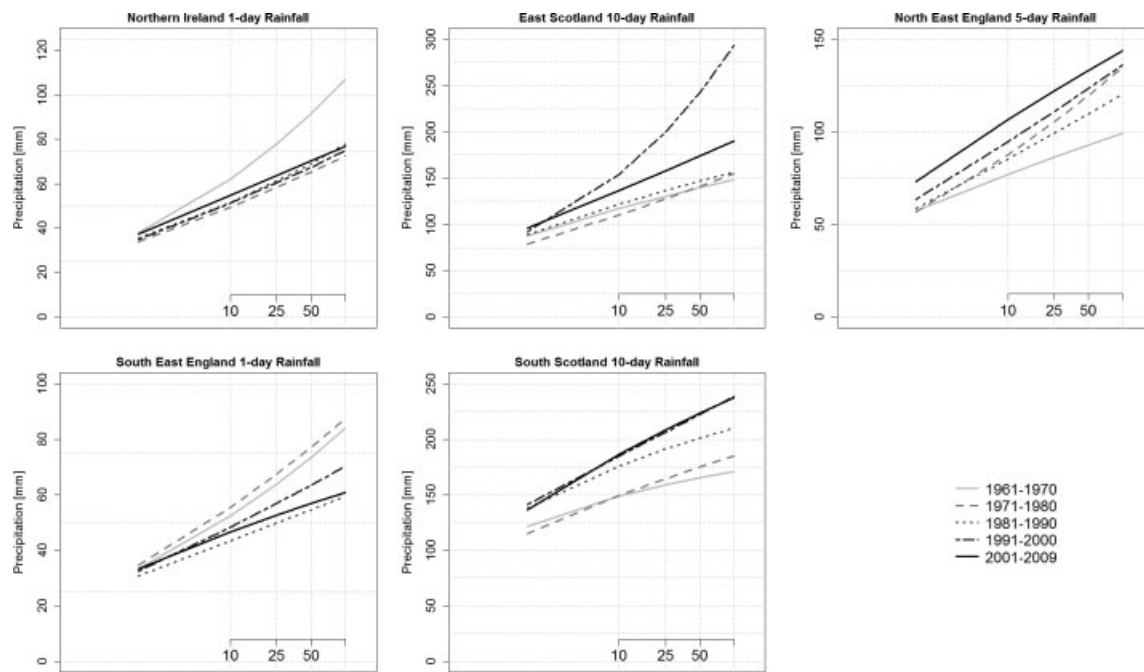 Northern Ireland 1-day Rainfall
Precipitation [mm]
120
100
80
60
40
20
0
10 25 50
East Scotland 10-day Rainfall
Precipitation [mm]
300
250
200
150
100
50
0
10 25 50
North East England 5-day Rainfall
Precipitation [mm]
150
100
50
0
10 25 50
South East England 1-day Rainfall
Precipitation [mm]
100
80
60
40
20
0
10 25 50
South Scotland 10-day Rainfall
Precipitation [mm]
250
200
150
100
50
0
10 25 50
1961-1970
1971-1980
1981-1990
1991-2000
2001-2009